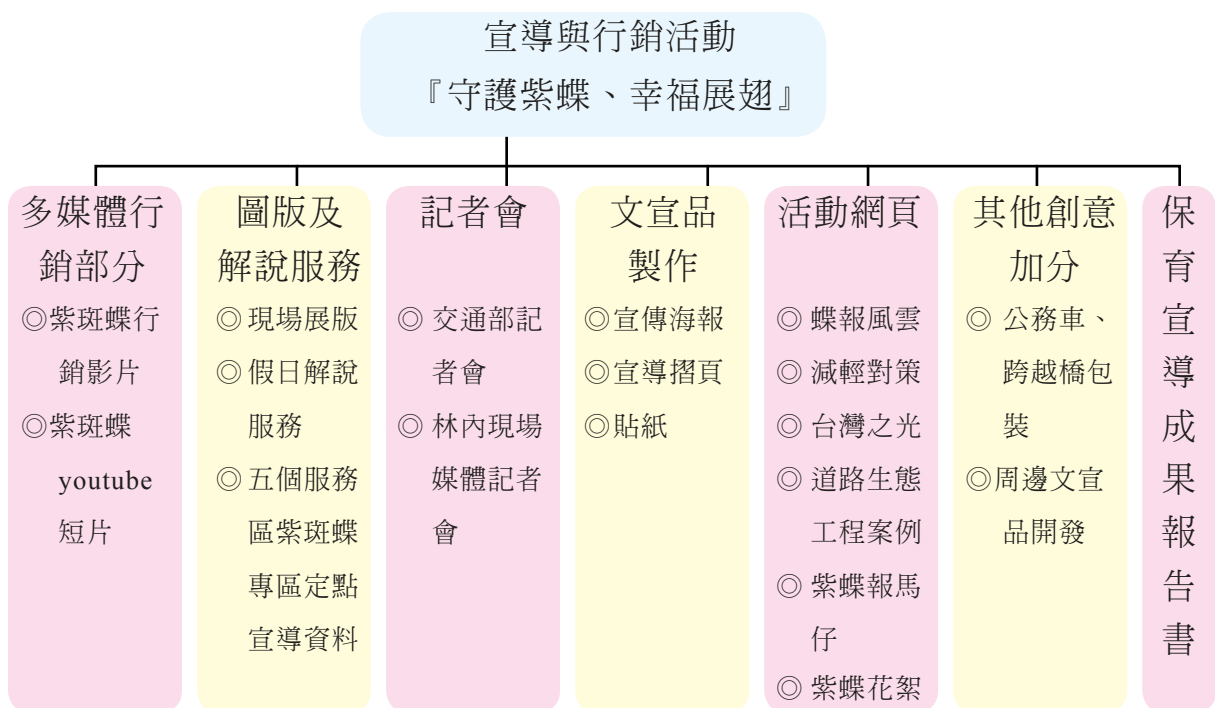 宣導與行銷活動
『守護紫蝶、幸福展翅』
多媒體行
銷部分
◎紫斑蝶行
銷影片
◎紫斑蝶
youtube
短片
圖版及
解說服務
◎現場展版
◎假日解說
服務
◎五個服務
區紫斑蝶
專區定點
宣導資料
記者會
◎ 交通部記
者會
◎ 林內現場
媒體記者
會
文宣品
製作
◎宣傳海報
◎宣導摺頁
◎貼紙
活動網頁
◎ 蝶報風雲
◎ 減輕對策
◎ 台灣之光
◎ 道路生態
工程案例
◎ 紫蝶報馬
仔
◎ 紫蝶花絮
其他創意
加分
◎ 公務車、
跨越橋包
裝
◎周邊文宣
品開發
保
育
宣
導
成
果
報
告
書